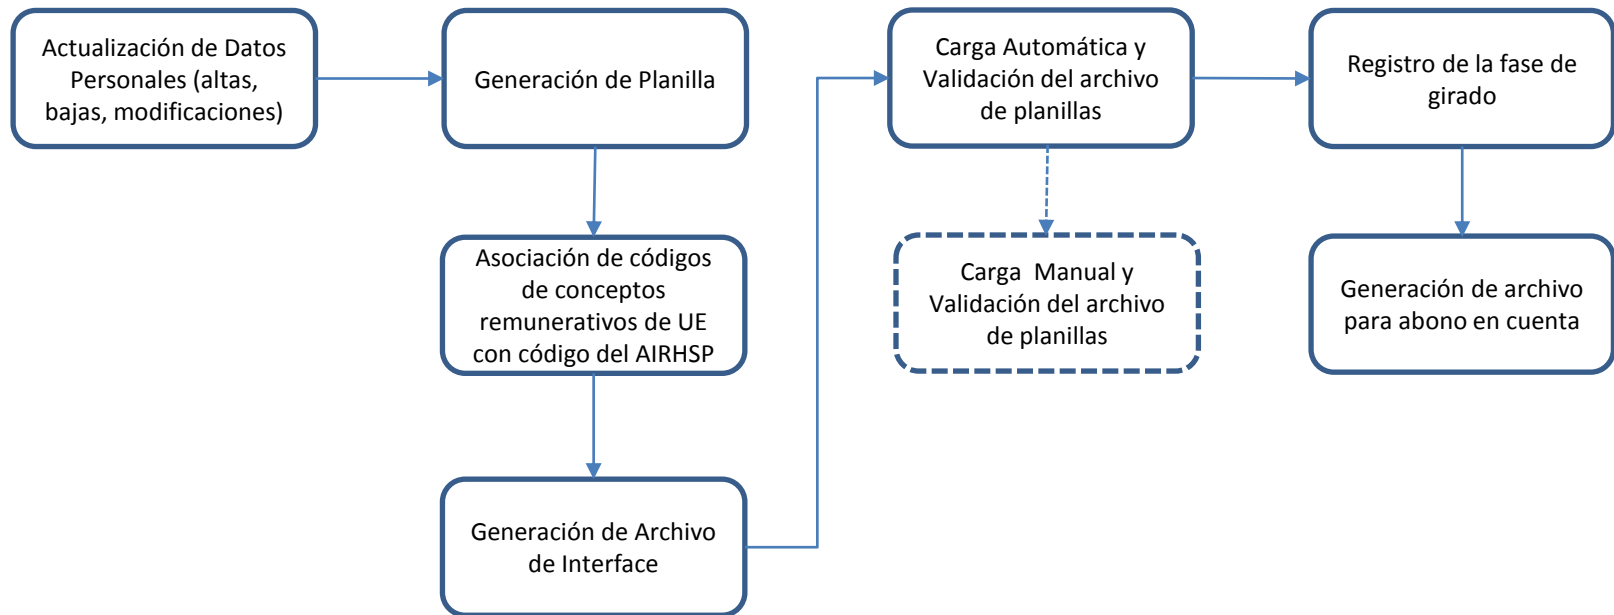 Actualización de Datos
Personales (altas,
bajas, modificaciones)
Generación de Planilla
Asociación de códigos
de conceptos
remunerativos de UE
con código del AIRHSP
Generación de Archivo
de Interface
Carga Automática y
Validación del archivo
de planillas
Carga  Manual y
Validación del archivo
de planillas
Registro de la fase de
girado
Generación de archivo
para abono en cuenta